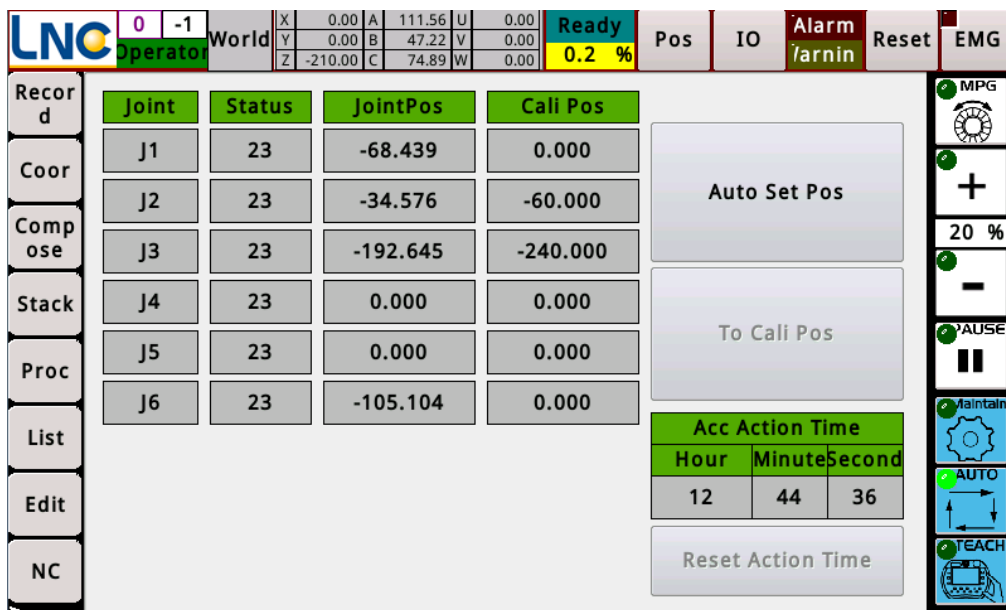 LNC
0 -1
Operator
World
X 0.00 A 111.56 U 0.00
Y 0.00 B 47.22 V 0.00
Z -210.00 C 74.89 W 0.00
Ready
0.2 %
Pos
IO
Alarm
/arnin
Reset
EMG
Recor
d
Coor
Comp
ose
Stack
Proc
List
Edit
NC
Joint Status JointPos Cali Pos
J1 23 -68.439 0.000
J2 23 -34.576 -60.000
J3 23 -192.645 -240.000
J4 23 0.000 0.000
J5 23 0.000 0.000
J6 23 -105.104 0.000
Auto Set Pos
To Cali Pos
Acc Action Time
Hour Minute Second
12 44 36
Reset Action Time
MPG
+
20 %
-
PAUSE
Maintain
AUTO
TEACH